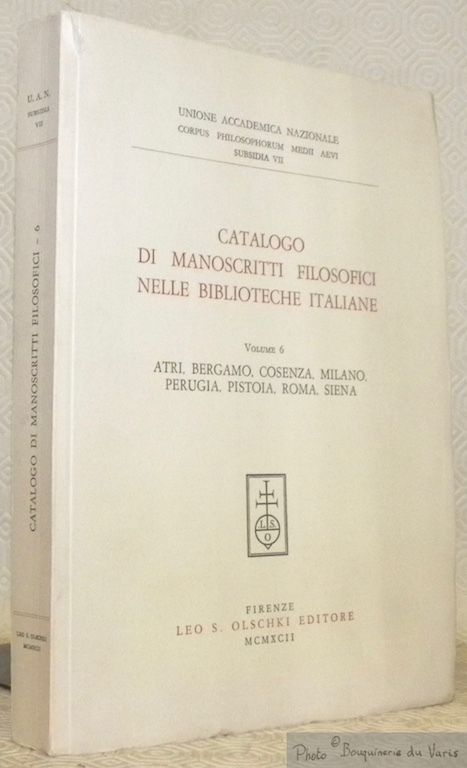 U. A. N.
SUBSIDIA
VII
CATALOGO DI MANOSCRITTI FILOSOFICI - 6
LEO S. OLSCHKI
MCMXCII
UNIONE ACCADEMICA NAZIONALE
CORPUS PHILOSOPHORUM MEDII AEVI
SUBSIDIA VII
CATALOGO
DI MANOSCRITTI FILOSOFICI
NELLE BIBLIOTECHE ITALIANE
VOLUME 6
ATRI, BERGAMO, COSENZA, MILANO,
PERUGIA, PISTOIA, ROMA, SIENA
L S
O
FIRENZE
LEO S. OLSCHKI EDITORE
MCMXCII
Photo © Bouquinerie du Varis